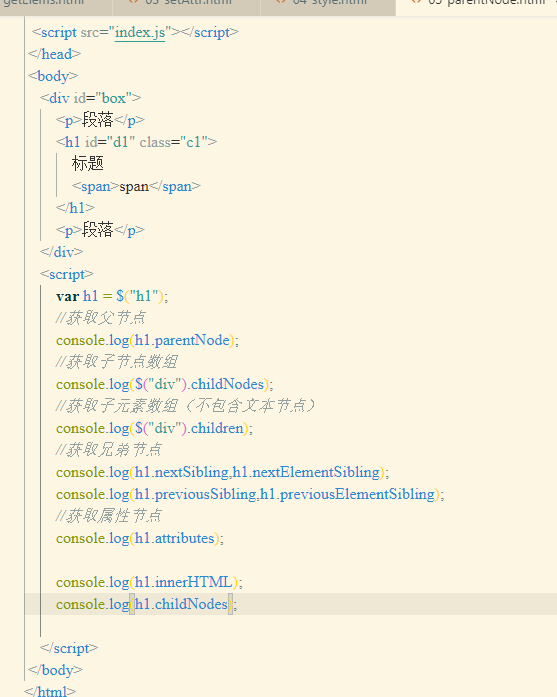 getElems.html 03-setAttr.html 04-style.html 05-parentNode.html
<script src="index.js"></script>
</head>
<body>
<div id="box">
<p>段落</p>
<h1 id="d1" class="c1">
标题
<span>span</span>
</h1>
<p>段落</p>
</div>
<script>
var h1 = $("h1");
//获取父节点
console.log(h1.parentNode);
//获取子节点数组
console.log($("div").childNodes);
//获取子元素数组（不包含文本节点）
console.log($("div").children);
//获取兄弟节点
console.log(h1.nextSibling,h1.nextElementSibling);
console.log(h1.previousSibling,h1.previousElementSibling);
//获取属性节点
console.log(h1.attributes);
console.log(h1.innerHTML);
console.log(h1.childNodes);
</script>
</body>
</html>